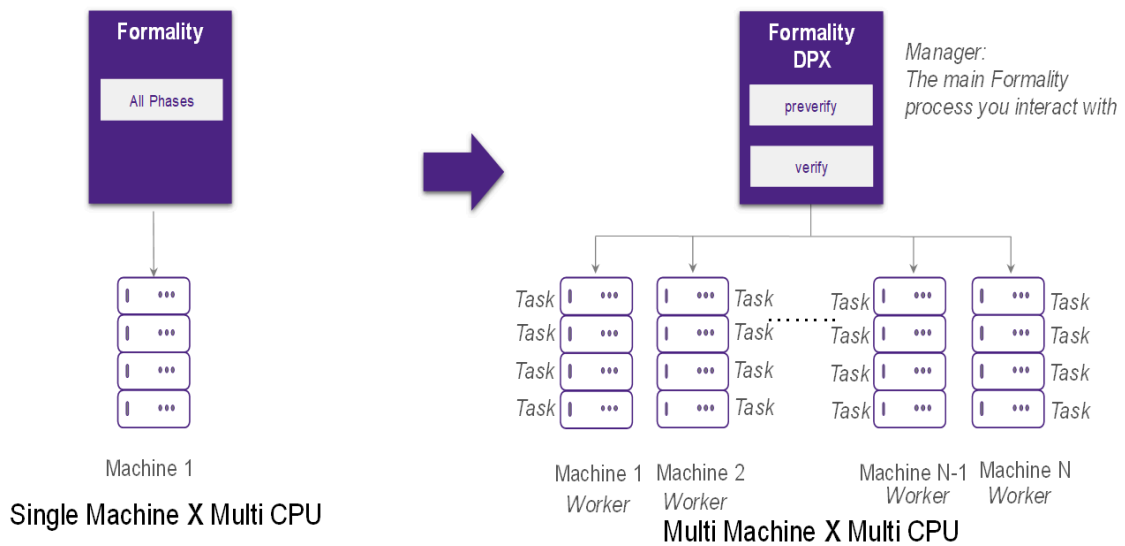 Formality
All Phases
Machine 1
Single Machine X Multi CPU
Formality
DPX
preverify
verify
Manager:
The main Formality
process you interact with
Task Task Task Task
Task Task Task Task
Task Task Task Task
Task Task Task Task
Machine 1 Machine 2 Machine N-1 Machine N
Worker Worker Worker Worker
Multi Machine X Multi CPU